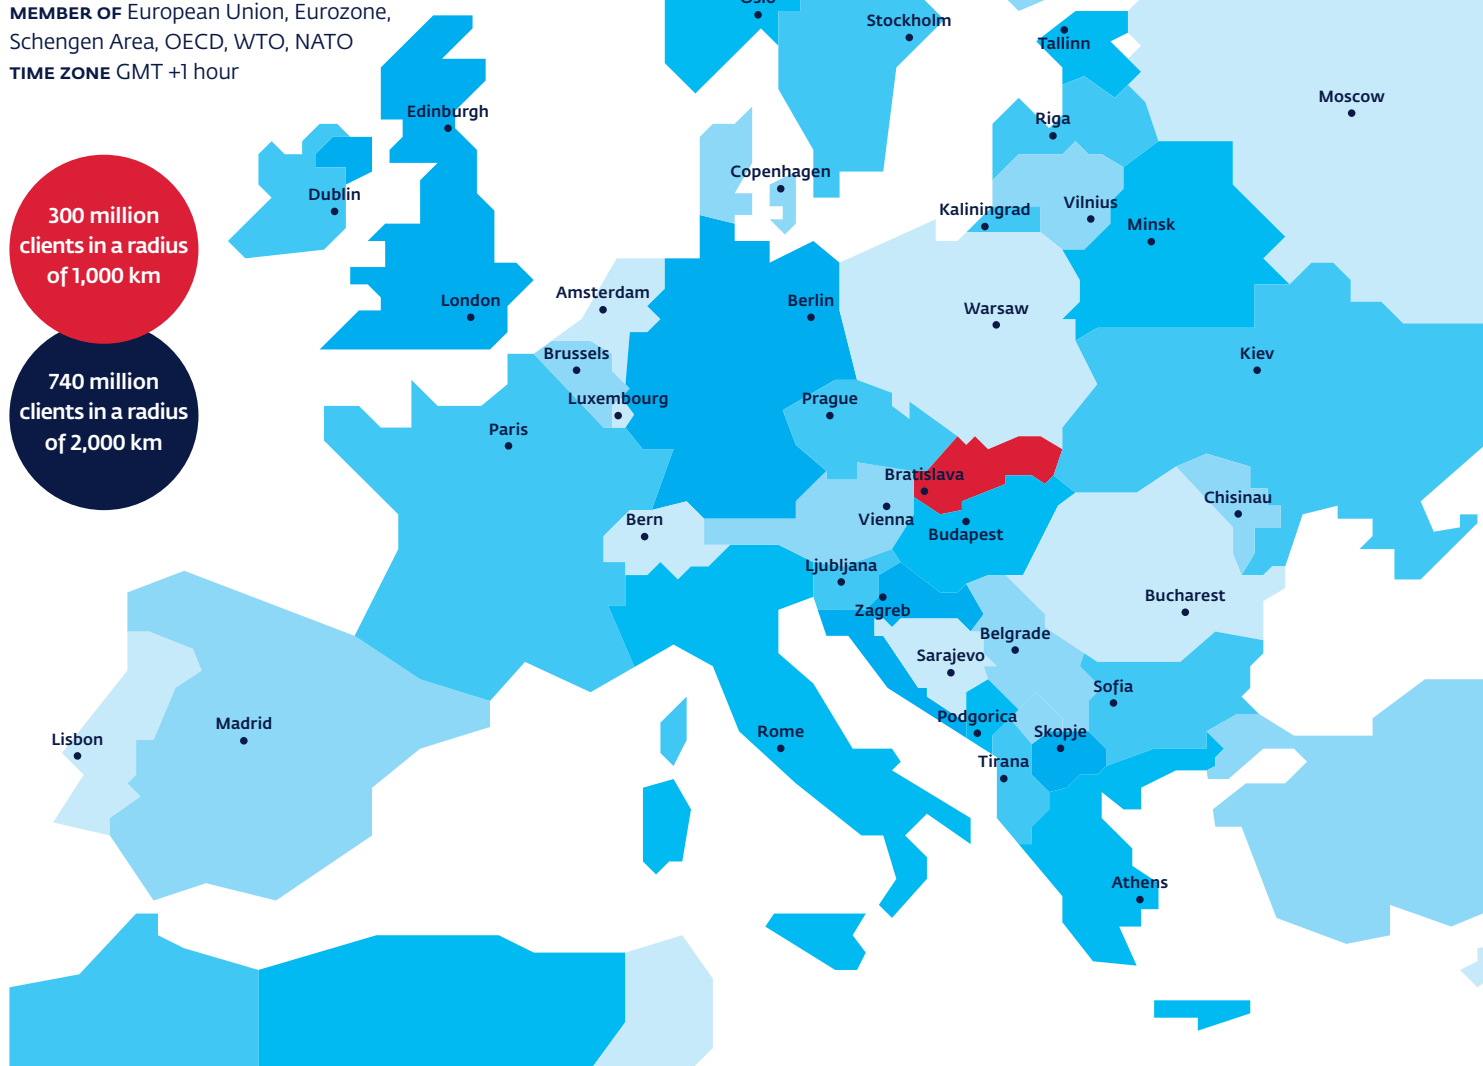 MEMBER OF European Union, Eurozone,
Schengen Area, OECD, WTO, NATO
TIME ZONE GMT +1 hour
300 million
clients in a radius
of 1,000 km
740 million
clients in a radius
of 2,000 km
Oslo
Stockholm
Tallinn
Moscow
Edinburgh
Riga
Copenhagen
Dublin
Vilnius
Kaliningrad
Minsk
Amsterdam
London
Berlin
Warsaw
Brussels
Kiev
Luxembourg
Prague
Paris
Bratislava
Chisinau
Bern
Vienna
Budapest
Ljubljana
Bucharest
Zagreb
Belgrade
Sarajevo
Sofia
Podgorica
Madrid
Rome
Skopje
Lisbon
Tirana
Athens